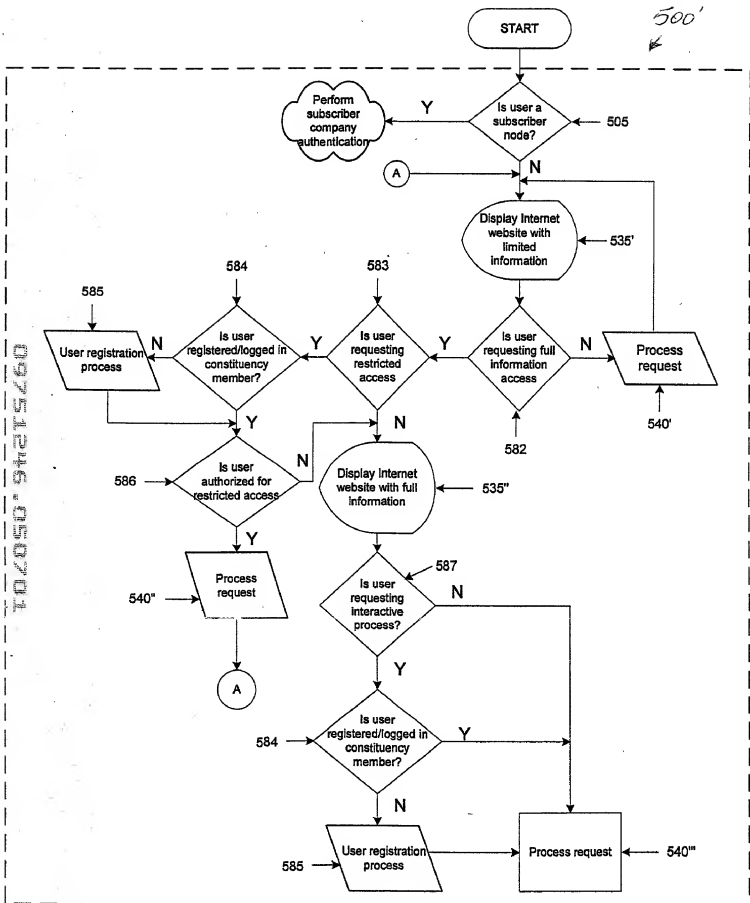 500'
START
Perform
subscriber
company
authentication
Y
Is user a
subscriber
node?
505
A
N
Display Internet
website with
limited
information
535'
584
583
585
User registration
process
N
Is user
registered/logged in
constituency
member?
Y
Is user
requesting
restricted
access
Y
Is user
requesting full
information
access
N
Process
request
540'
582
Y
N
586
Is user
authorized for
restricted access
N
Display Internet
website with full
information
535"
Y
540"
Process
request
587
Is user
requesting
interactive
process?
N
A
Y
584
Is user
registered/logged in
constituency
member?
Y
N
585
User registration
process
Process request
540'''
09751246.050701